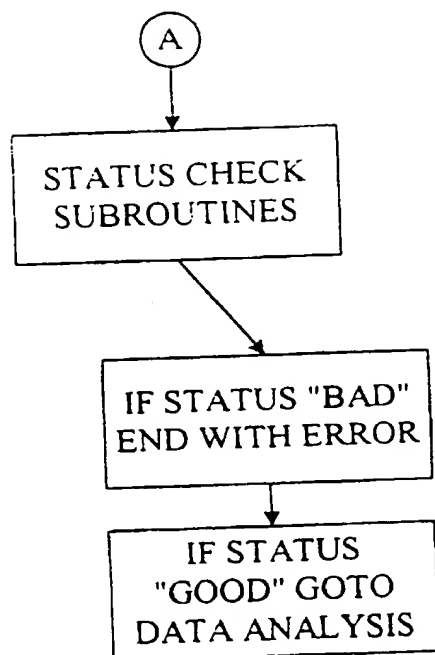 A
STATUS CHECK
SUBROUTINES
IF STATUS "BAD"
END WITH ERROR
IF STATUS
"GOOD" GOTO
DATA ANALYSIS